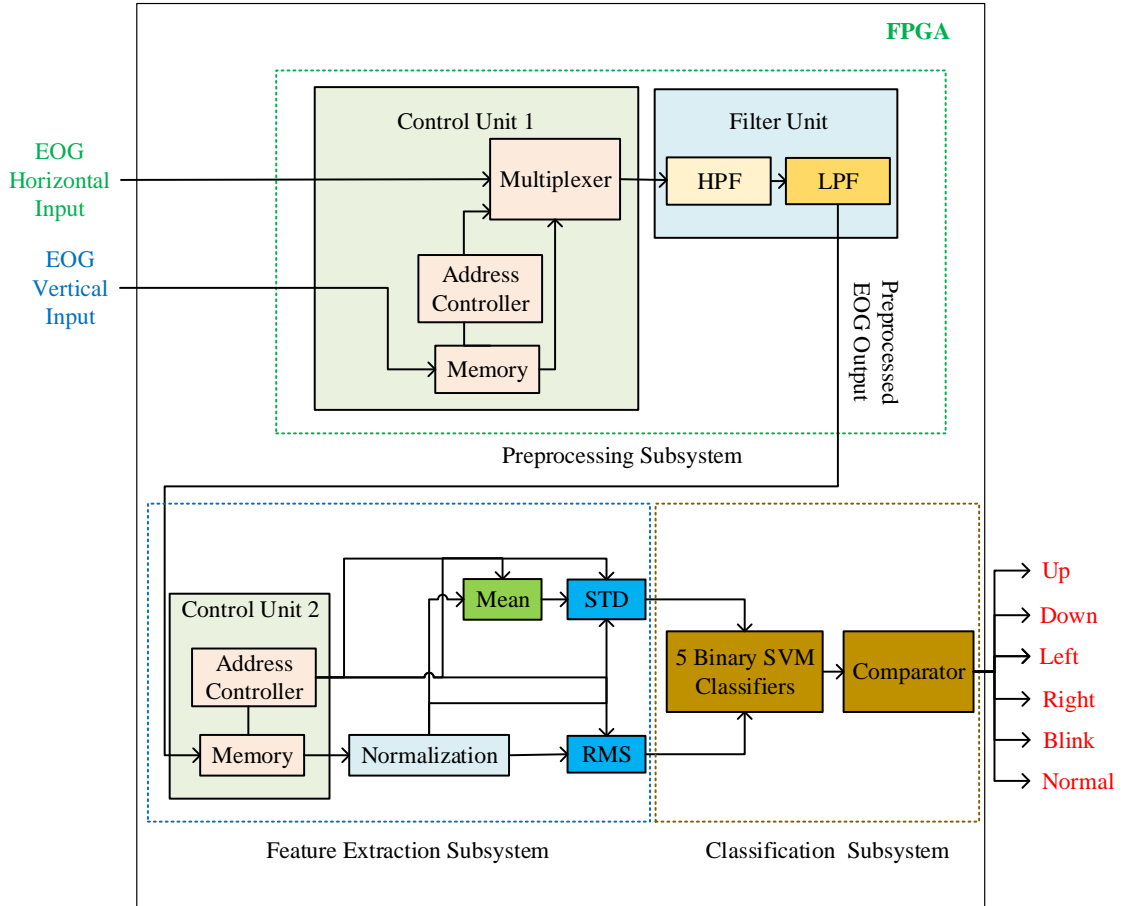 FPGA
Control Unit 1
Filter Unit
EOG
Horizontal
Input
Multiplexer
HPF
LPF
EOG
Vertical
Input
Address
Controller
Memory
Preprocessed
EOG Output
Preprocessing Subsystem
Control Unit 2
Address
Controller
Memory
Normalization
Mean
STD
RMS
5 Binary SVM
Classifiers
Comparator
Up
Down
Left
Right
Blink
Normal
Feature Extraction Subsystem
Classification Subsystem